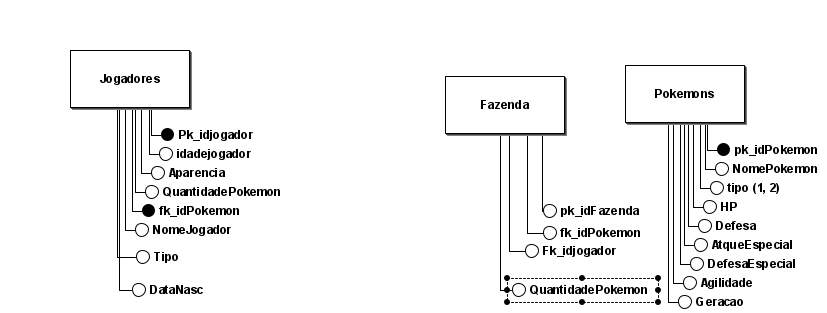 Jogadores
Pk_idjogador
idadejogador
Aparencia
QuantidadePokemon
fk_idPokemon
NomeJogador
Tipo
DataNasc
Fazenda
pk_idFazenda
fk_idPokemon
Fk_idjogador
QuantidadePokemon
Pokemons
pk_idPokemon
NomePokemon
tipo (1, 2)
HP
Defesa
AtqueEspecial
DefesaEspecial
Agilidade
Geracao